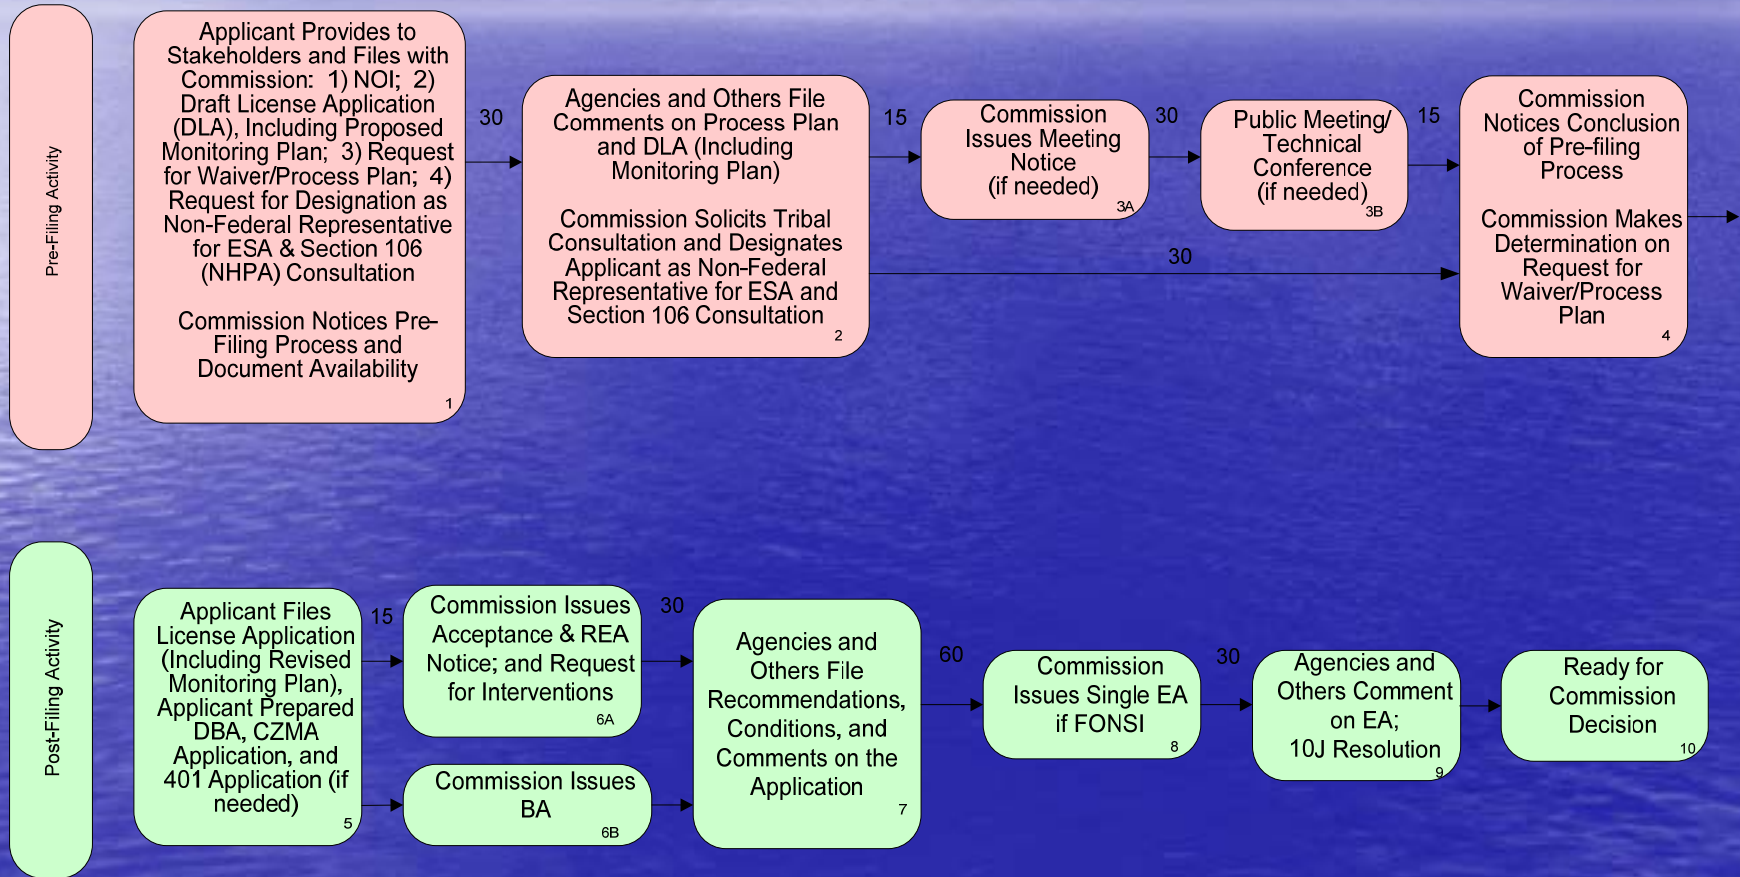 Pre-Filing Activity
Applicant Provides to
Stakeholders and Files with
Commission: 1) NOI; 2)
Draft License Application
(DLA), Including Proposed
Monitoring Plan; 3) Request
for Waiver/Process Plan; 4)
Request for Designation as
Non-Federal Representative
for ESA & Section 106
(NHPA) Consultation
Commission Notices Pre-
Filing Process and
Document Availability
1
30
Agencies and Others File
Comments on Process Plan
and DLA (Including
Monitoring Plan)
Commission Solicits Tribal
Consultation and Designates
Applicant as Non-Federal
Representative for ESA and
Section 106 Consultation
2
15
Commission
Issues Meeting
Notice
(if needed)
3A
30
Public Meeting/
Technical
Conference
(if needed)
3B
15
30
Commission
Notices Conclusion
of Pre-filing
Process
Commission Makes
Determination on
Request for
Waiver/Process
Plan
4
Post-Filing Activity
Applicant Files
License Application
(Including Revised
Monitoring Plan),
Applicant Prepared
DBA, CZMA
Application, and
401 Application (if
needed)
5
15
Commission Issues
Acceptance & REA
Notice; and Request
for Interventions
6A
Commission Issues
BA
6B
30
Agencies and
Others File
Recommendations,
Conditions, and
Comments on the
Application
7
60
Commission
Issues Single EA
if FONSI
8
30
Agencies and
Others Comment
on EA;
10J Resolution
9
Ready for
Commission
Decision
10